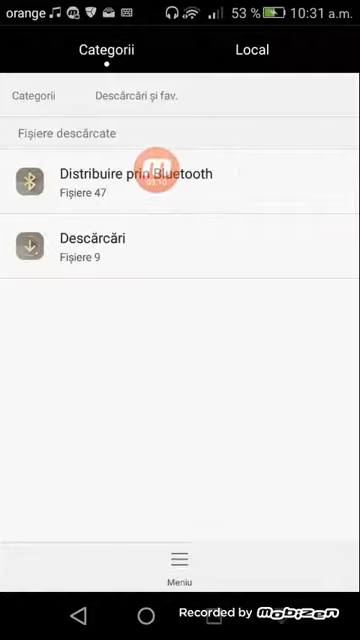 orange 53 % 10:31 a.m.
Categorii Local
Categorii Descărcări și fav.
Fișiere descărcate
Distribuire prin Bluetooth
Fișiere 47
Descărcări
Fișiere 9
Meniu
Recorded by mobizen